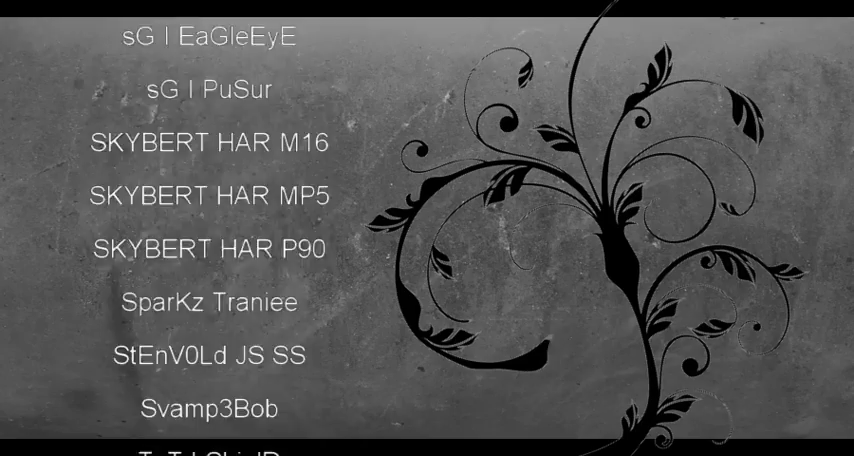 sG | EaGleEyE
sG | PuSur
SKYBERT HAR M16
SKYBERT HAR MP5
SKYBERT HAR P90
SparKz Traniee
StEnV0Ld JS SS
Svamp3Bob